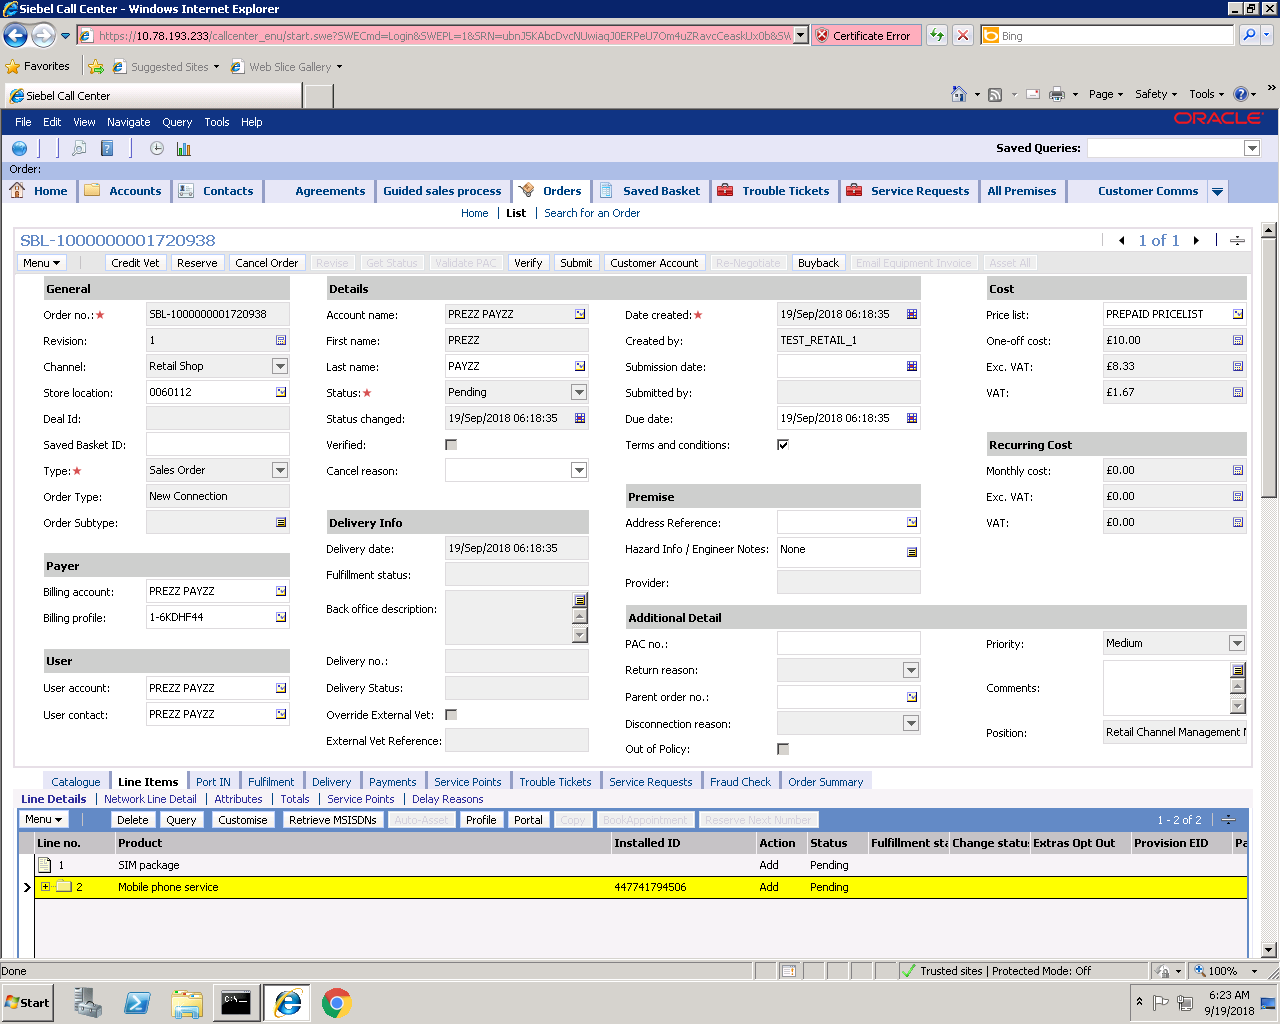 Siebel Call Center - Windows Internet Explorer
https://10.78.193.233/callcenter_enu/start.swe?SWECmd=Login&SWEPL=1&SRN= Certificate Error Bing
Favorites Suggested Sites Web Slice Gallery
Siebel Call Center Page Safety Tools »
File Edit View Navigate Query Tools Help ORACLE
Saved Queries:
Order:
Home Accounts Contacts Agreements Guided sales process Orders Saved Basket Trouble Tickets Service Requests All Premises Customer Comms
Home List Search for an Order
SBL-1000000001720938 1 of 1
Menu Credit Vet Reserve Cancel Order Revise Get Status Validate PAC Verify Submit Customer Account Re-Negotiate Buyback Email Equipment Invoice Asset All
General Details Cost
Order no.:★ SBL-1000000001720938 Account name: PREZZ PAYZZ Date created:★ 19/Sep/2018 06:18:35 Price list: PREPAID PRICELIST
Revision: 1 First name: PREZZ Created by: TEST_RETAIL_1 One-off cost: £10.00
Channel: Retail Shop Last name: PAYZZ Submission date: Exc. VAT: £8.33
Store location: 0060112 Status:★ Pending Submitted by: VAT: £1.67
Deal Id: Status changed: 19/Sep/2018 06:18:35 Due date: 19/Sep/2018 06:18:35
Saved Basket ID: Verified: Terms and conditions: Recurring Cost
Type:★ Sales Order Cancel reason: Monthly cost: £0.00
Order Type: New Connection Premise Exc. VAT: £0.00
Order Subtype: Delivery Info Address Reference: VAT: £0.00
Delivery date: 19/Sep/2018 06:18:35 Hazard Info / Engineer Notes: None
Payer Fulfillment status: Provider:
Billing account: PREZZ PAYZZ Back office description:
Billing profile: 1-6KDHF44 Additional Detail
PAC no.: Priority: Medium
User Delivery no.: Return reason:
User account: PREZZ PAYZZ Delivery Status: Parent order no.: Comments:
User contact: PREZZ PAYZZ Override External Vet: Disconnection reason:
External Vet Reference: Out of Policy: Position: Retail Channel Management
Catalogue Line Items Port IN Fulfilment Delivery Payments Service Points Trouble Tickets Service Requests Fraud Check Order Summary
Line Details Network Line Detail Attributes Totals Service Points Delay Reasons
Menu Delete Query Customise Retrieve MSISDNs Auto-Asset Profile Portal Copy BookAppointment Reserve Next Number 1 - 2 of 2
Line no. Product Installed ID Action Status Fulfillment sta Change status Extras Opt Out Provision EID Pa
1 SIM package Add Pending
2 Mobile phone service 447741794506 Add Pending
Done Trusted sites | Protected Mode: Off 100%
Start 6:23 AM
9/19/2018